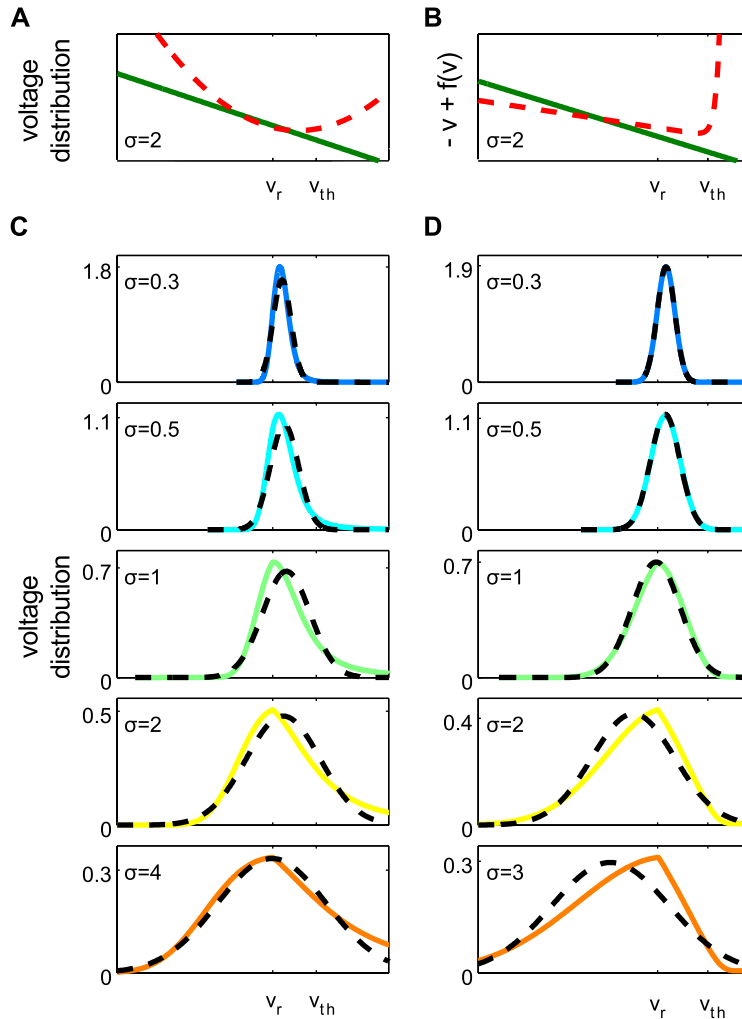 A
B
voltage
distribution
σ=2
v_r
v_th
- v + f(v)
σ=2
v_r
v_th
C
D
1.8
σ=0.3
0
1.9
σ=0.3
0
1.1
σ=0.5
0
1.1
σ=0.5
0
voltage
distribution
0.7
σ=1
0
0.7
σ=1
0
0.5
σ=2
0
0.4
σ=2
0
0.3
σ=4
0
v_r
v_th
0.3
σ=3
0
v_r
v_th